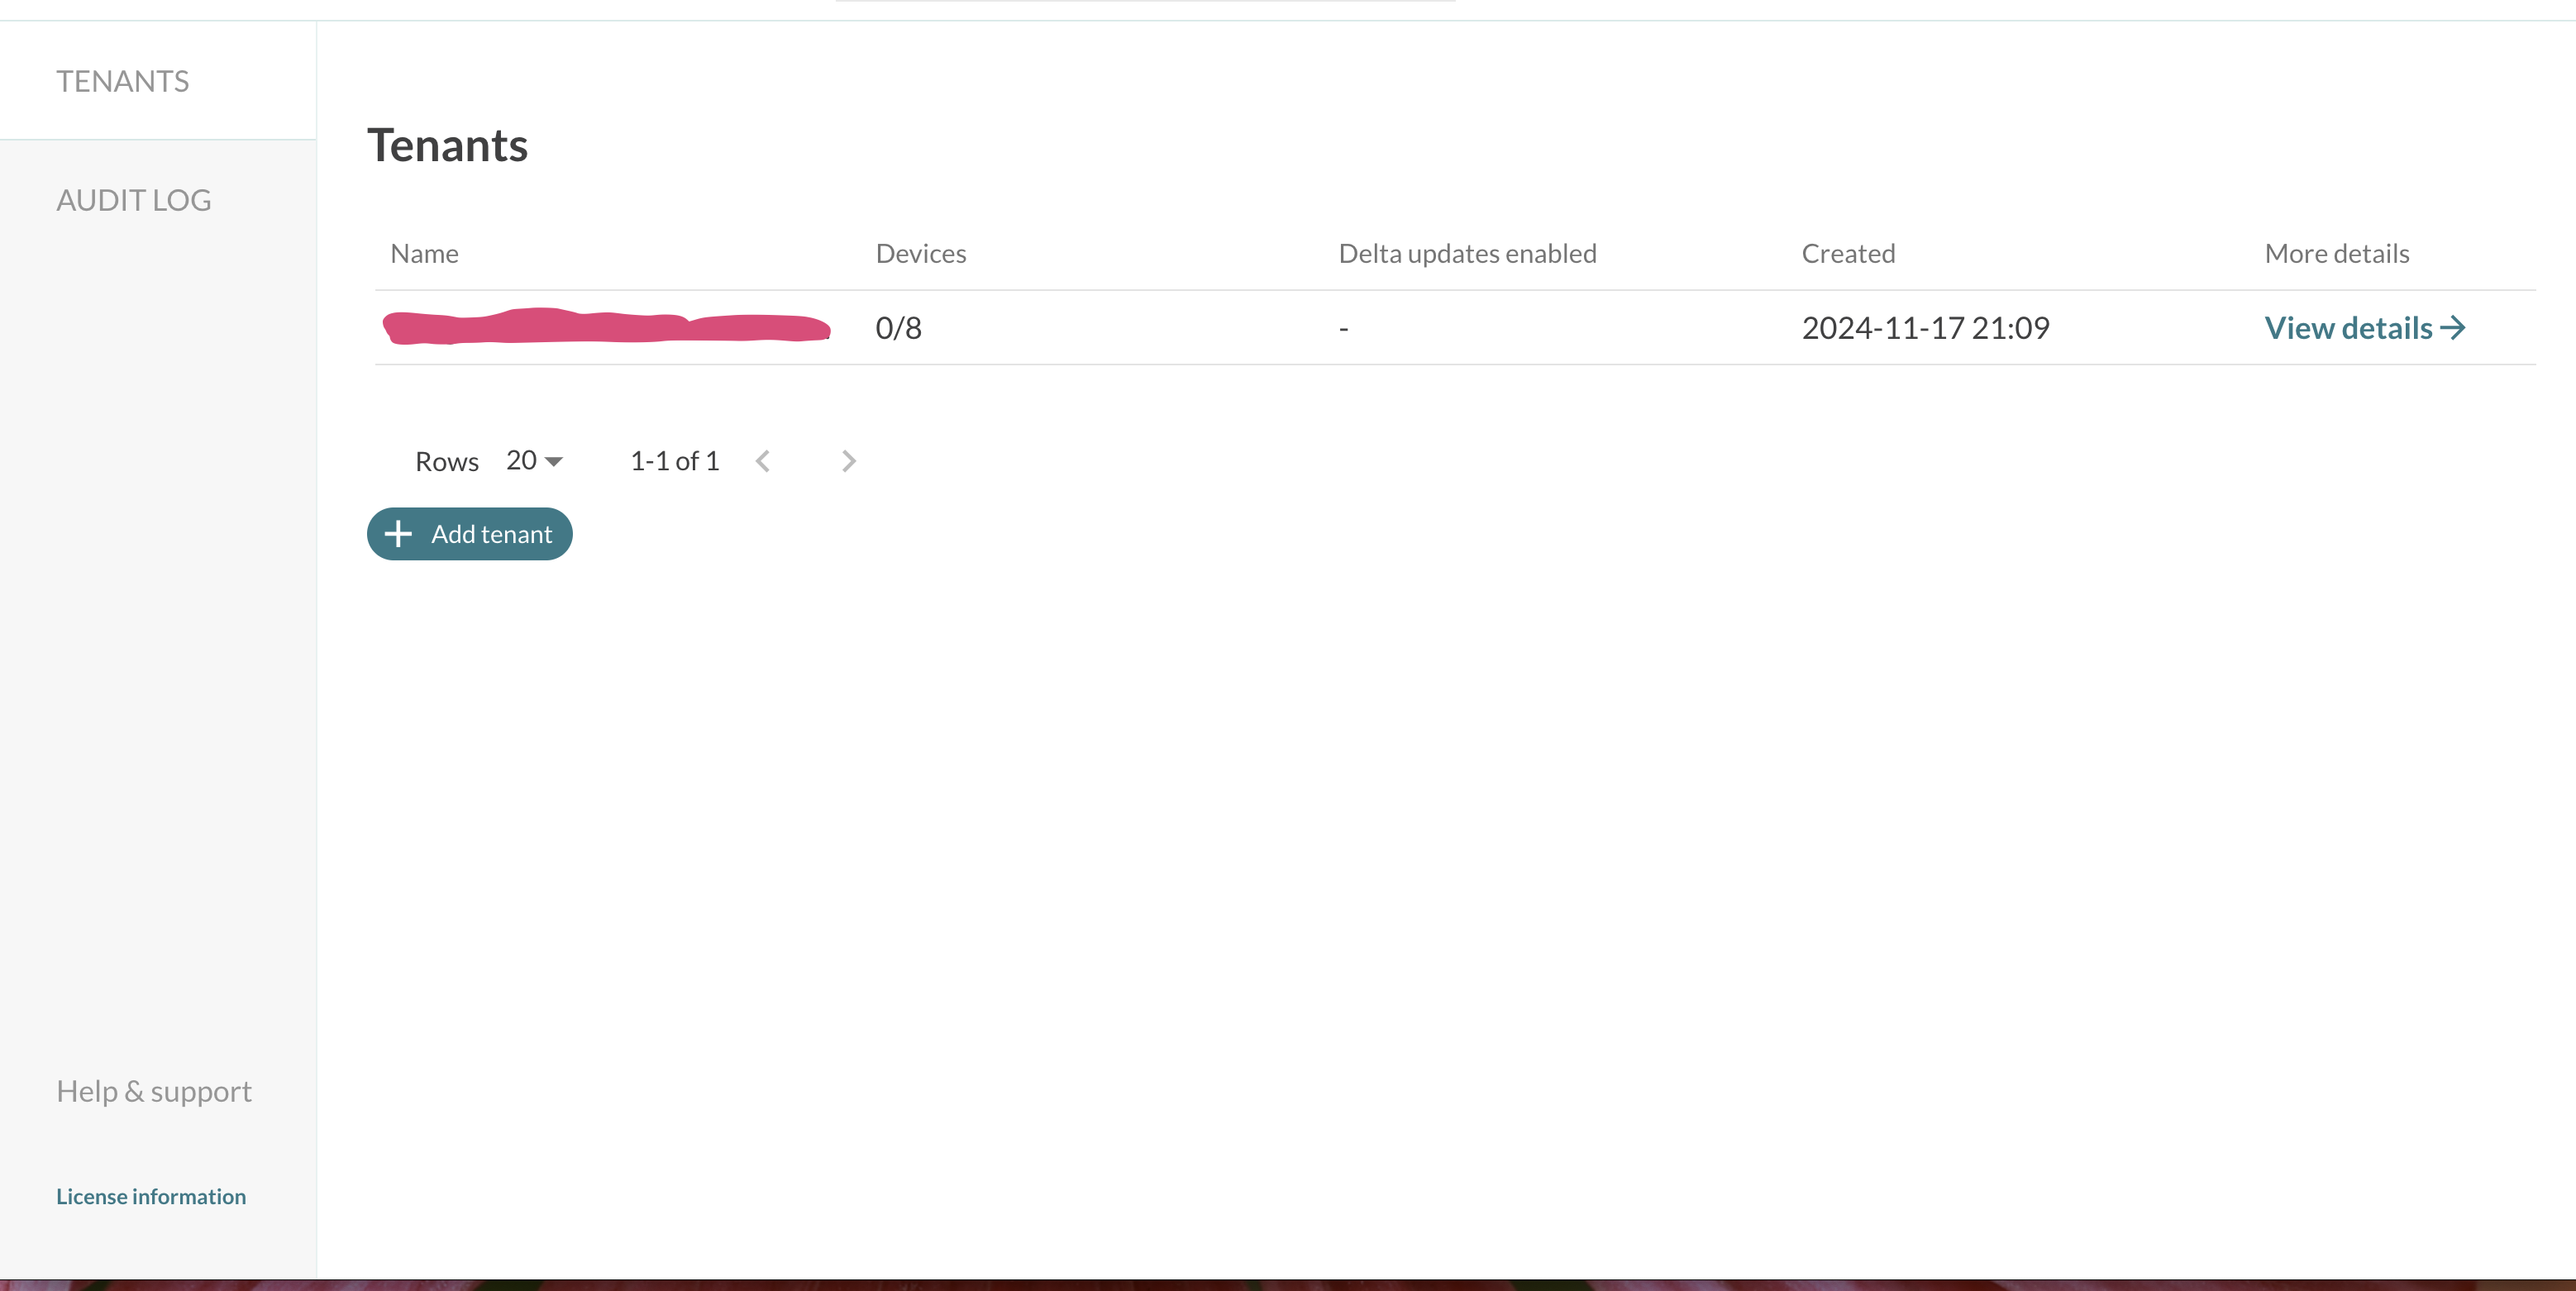 TENANTS
AUDIT LOG
Tenants
Name Devices Delta updates enabled Created More details
0/8 - 2024-11-17 21:09 View details
Rows 20 1-1 of 1
Add tenant
Help & support
License information